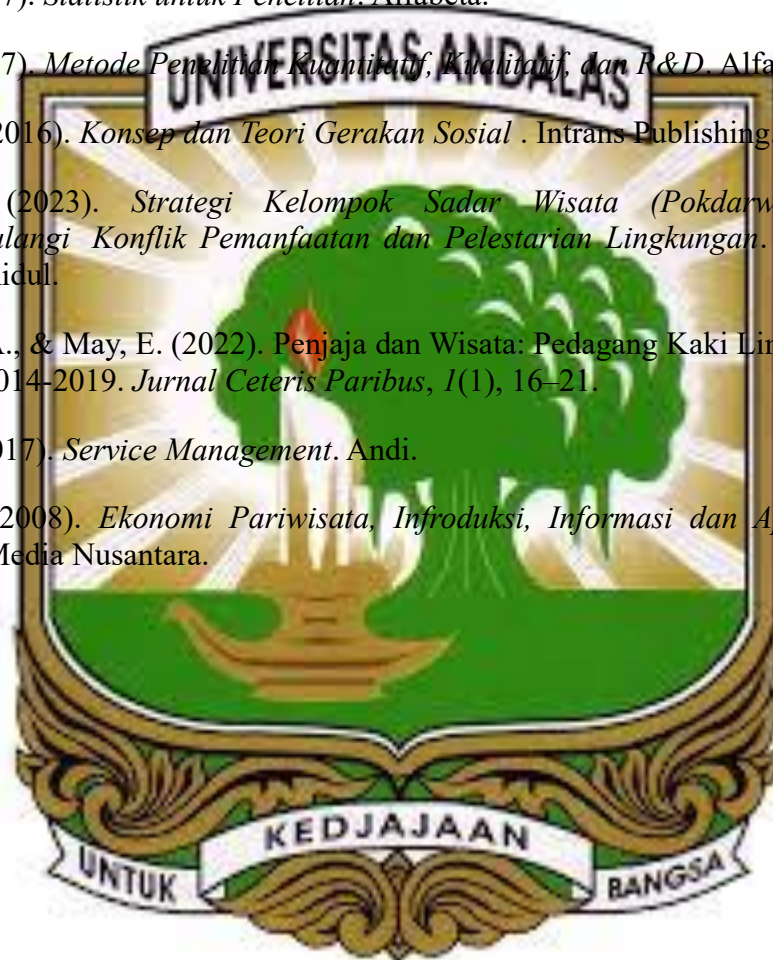 7). Statistik untuk Penelitian. Alfabeta.
UNIVERSITAS ANDALAS
7). Metode Penelitian Kuantitatif, Kualitatif, dan R&D. Alfa
2016). Konsep dan Teori Gerakan Sosial . Intrans Publishing.
(2023). Strategi Kelompok Sadar Wisata (Pokdarw
ulangi Konflik Pemanfaatan dan Pelestarian Lingkungan.
idul.
A., & May, E. (2022). Penjaja dan Wisata: Pedagang Kaki Lim
014-2019. Jurnal Ceteris Paribus, 1(1), 16–21.
017). Service Management. Andi.
2008). Ekonomi Pariwisata, Infroduksi, Informasi dan Ap
Media Nusantara.
UNTUK KEDJAJAAN BANGSA